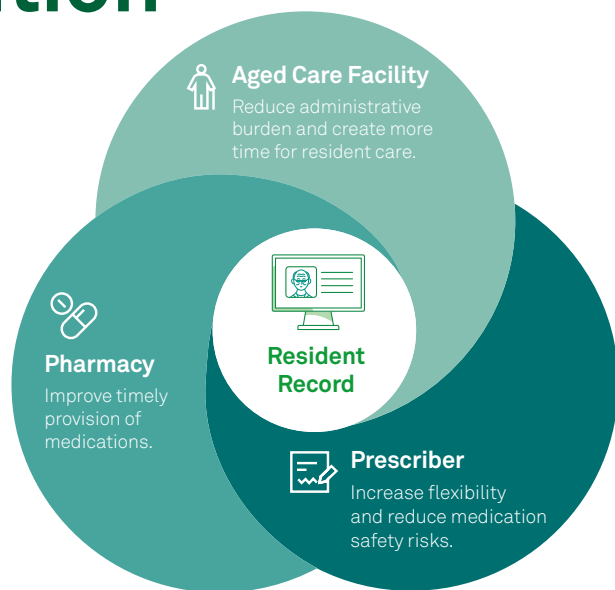 Aged Care Facility
Reduce administrative
burden and create more
time for resident care.
Resident
Record
Pharmacy
Improve timely
provision of
medications.
Prescriber
Increase flexibility
and reduce medication
safety risks.